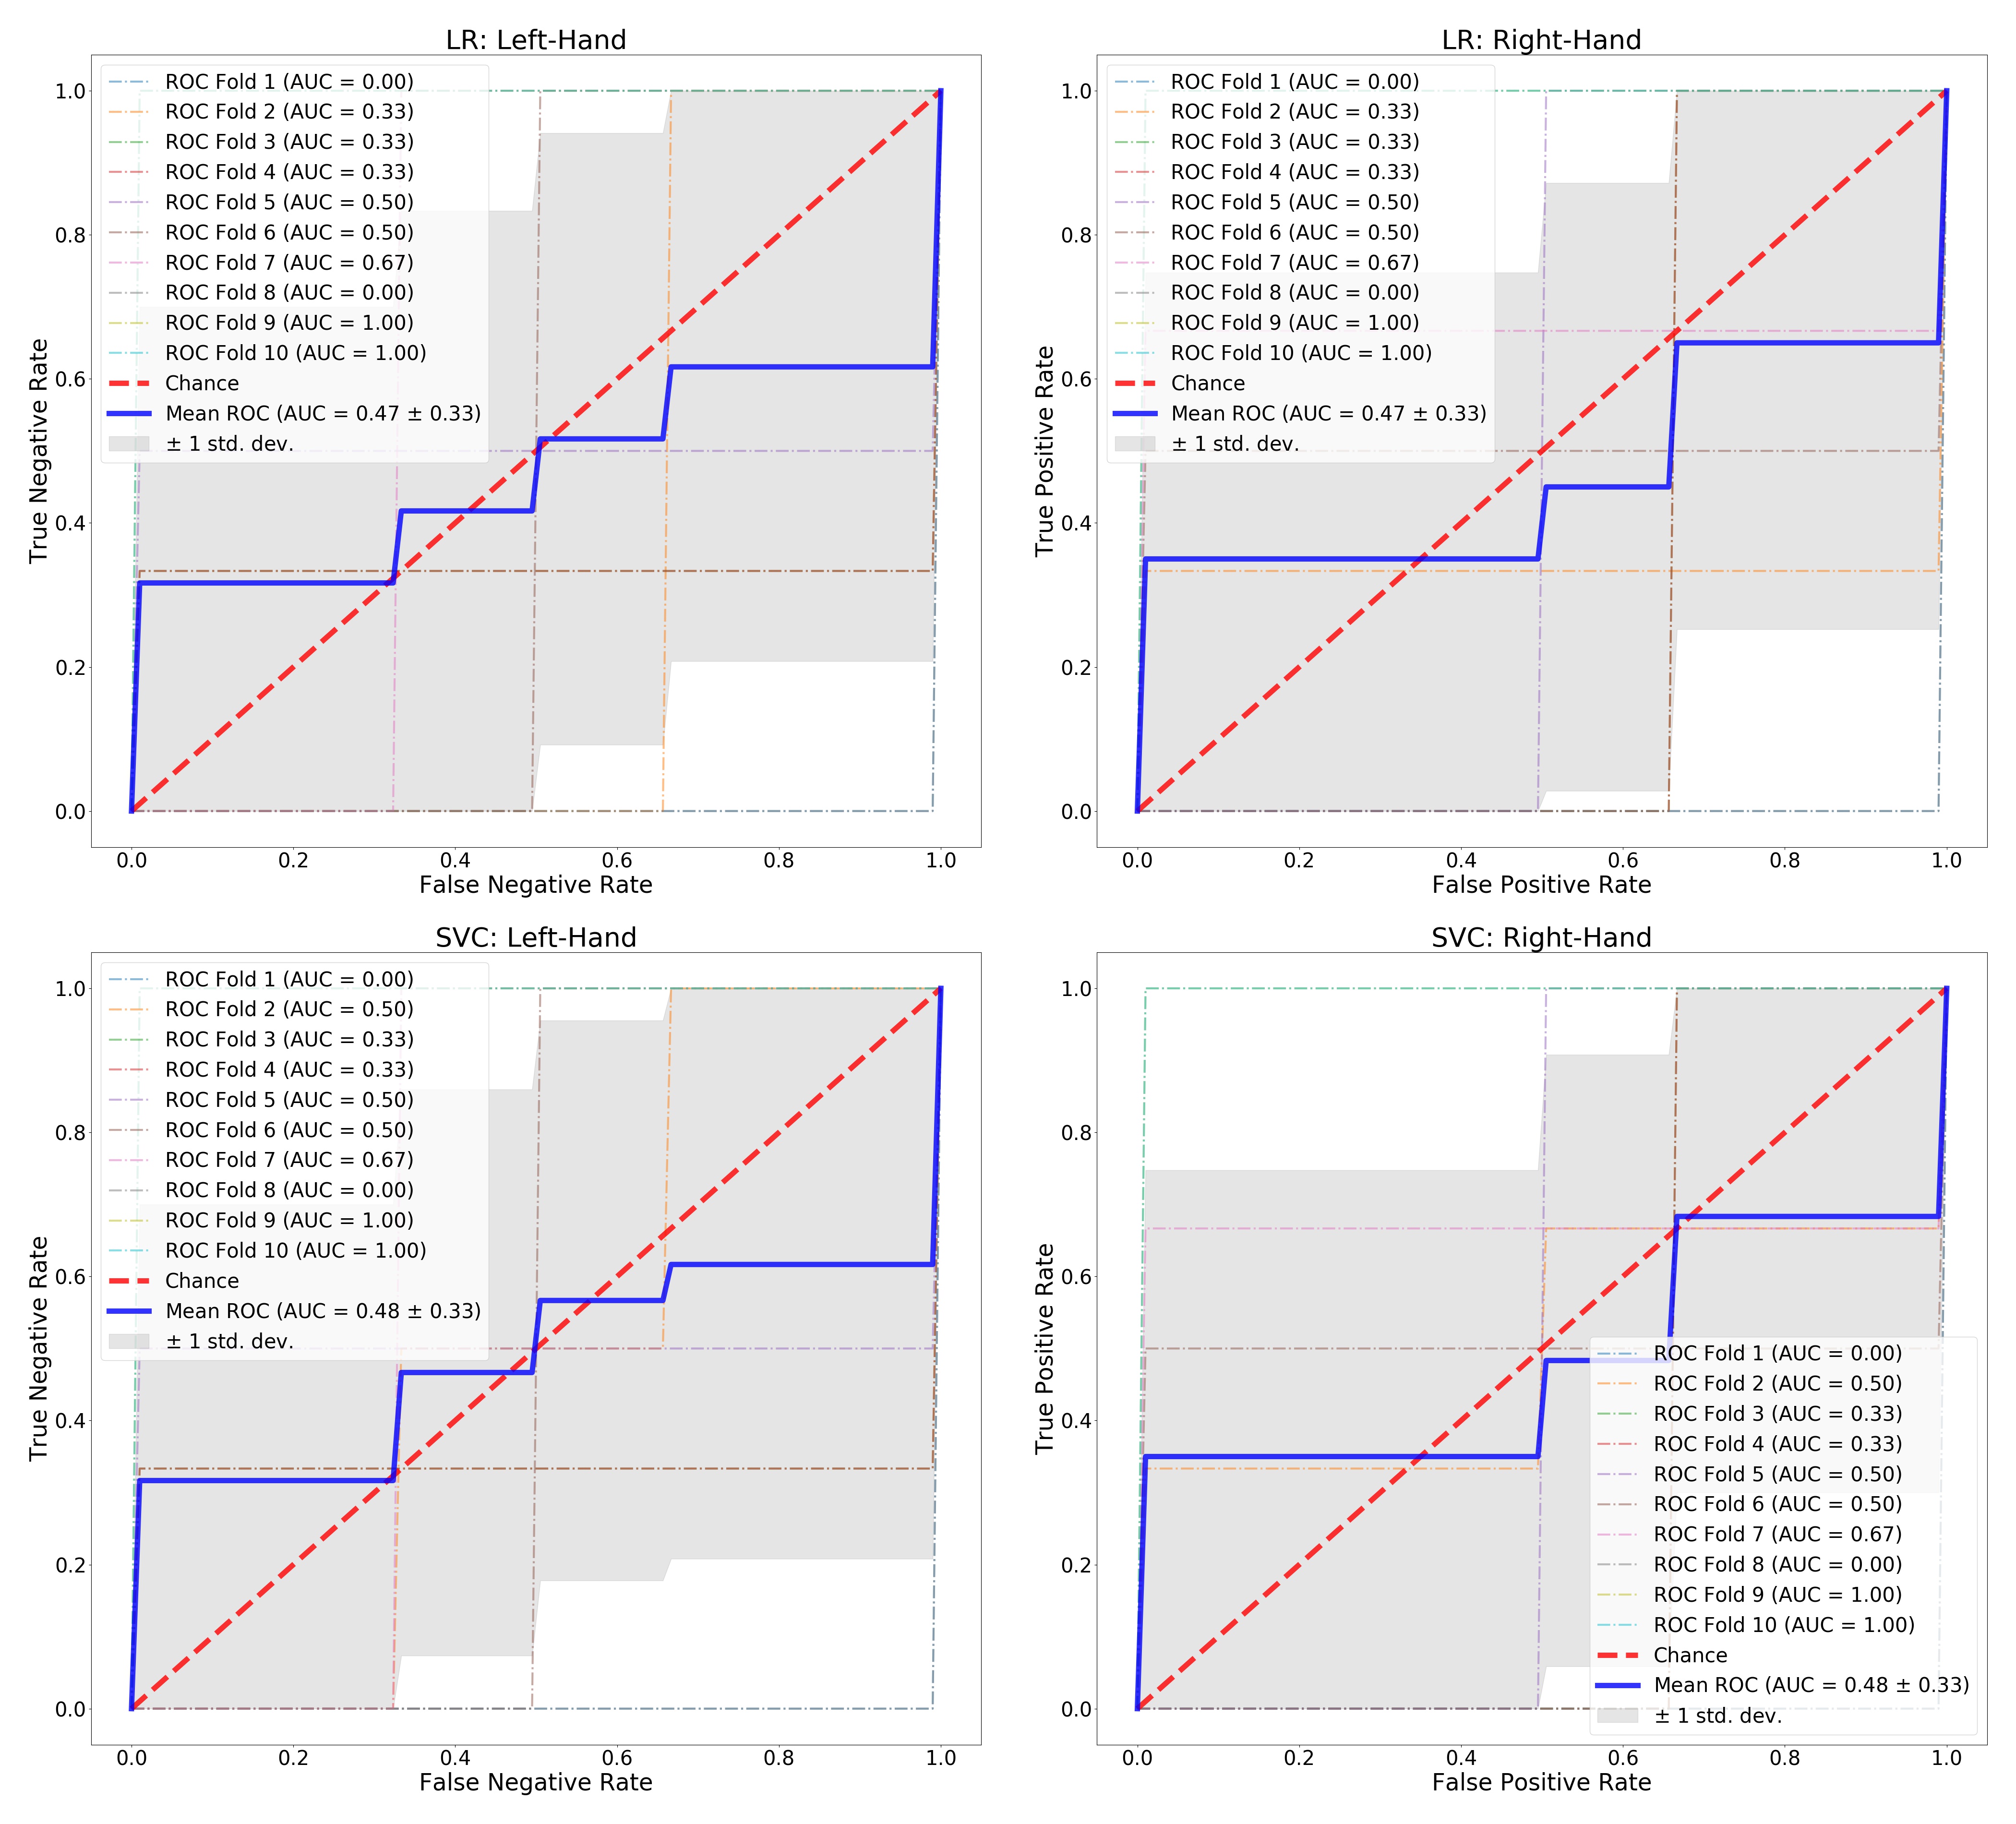 LR: Left-Hand
ROC Fold 1 (AUC = 0.00)
ROC Fold 2 (AUC = 0.33)
ROC Fold 3 (AUC = 0.33)
ROC Fold 4 (AUC = 0.33)
ROC Fold 5 (AUC = 0.50)
ROC Fold 6 (AUC = 0.50)
ROC Fold 7 (AUC = 0.67)
ROC Fold 8 (AUC = 0.00)
ROC Fold 9 (AUC = 1.00)
ROC Fold 10 (AUC = 1.00)
Chance
Mean ROC (AUC = 0.47 ± 0.33)
± 1 std. dev.
True Negative Rate
1.0
0.8
0.6
0.4
0.2
0.0
0.0 0.2 0.4 0.6 0.8 1.0
False Negative Rate
LR: Right-Hand
ROC Fold 1 (AUC = 0.00)
ROC Fold 2 (AUC = 0.33)
ROC Fold 3 (AUC = 0.33)
ROC Fold 4 (AUC = 0.33)
ROC Fold 5 (AUC = 0.50)
ROC Fold 6 (AUC = 0.50)
ROC Fold 7 (AUC = 0.67)
ROC Fold 8 (AUC = 0.00)
ROC Fold 9 (AUC = 1.00)
ROC Fold 10 (AUC = 1.00)
Chance
Mean ROC (AUC = 0.47 ± 0.33)
± 1 std. dev.
True Positive Rate
1.0
0.8
0.6
0.4
0.2
0.0
0.0 0.2 0.4 0.6 0.8 1.0
False Positive Rate
SVC: Left-Hand
ROC Fold 1 (AUC = 0.00)
ROC Fold 2 (AUC = 0.50)
ROC Fold 3 (AUC = 0.33)
ROC Fold 4 (AUC = 0.33)
ROC Fold 5 (AUC = 0.50)
ROC Fold 6 (AUC = 0.50)
ROC Fold 7 (AUC = 0.67)
ROC Fold 8 (AUC = 0.00)
ROC Fold 9 (AUC = 1.00)
ROC Fold 10 (AUC = 1.00)
Chance
Mean ROC (AUC = 0.48 ± 0.33)
± 1 std. dev.
True Negative Rate
1.0
0.8
0.6
0.4
0.2
0.0
0.0 0.2 0.4 0.6 0.8 1.0
False Negative Rate
SVC: Right-Hand
True Positive Rate
1.0
0.8
0.6
0.4
0.2
0.0
ROC Fold 1 (AUC = 0.00)
ROC Fold 2 (AUC = 0.50)
ROC Fold 3 (AUC = 0.33)
ROC Fold 4 (AUC = 0.33)
ROC Fold 5 (AUC = 0.50)
ROC Fold 6 (AUC = 0.50)
ROC Fold 7 (AUC = 0.67)
ROC Fold 8 (AUC = 0.00)
ROC Fold 9 (AUC = 1.00)
ROC Fold 10 (AUC = 1.00)
Chance
Mean ROC (AUC = 0.48 ± 0.33)
± 1 std. dev.
0.0 0.2 0.4 0.6 0.8 1.0
False Positive Rate